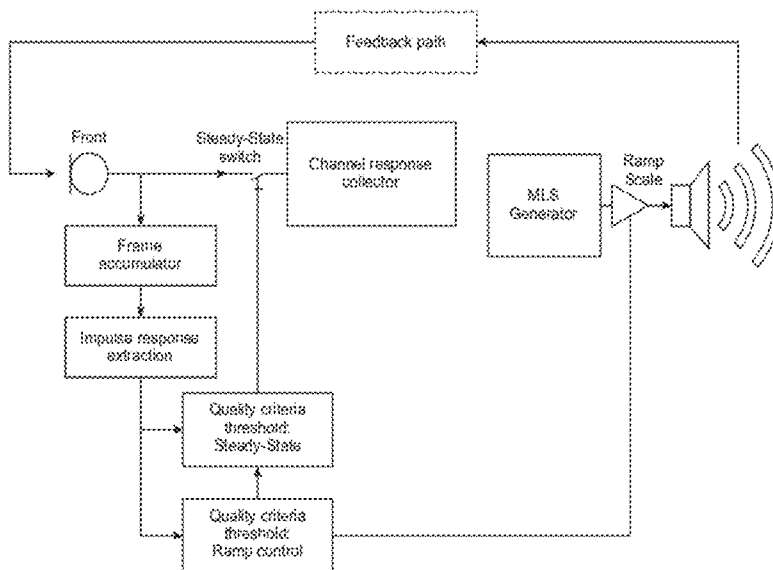 Feedback path
Front
Steady-State
switch
Channel response
collector
MLS
Generator
Ramp
Scale
Frame
accumulator
Impulse response
extraction
Quality criteria
threshold:
Steady-State
Quality criteria
threshold:
Ramp control